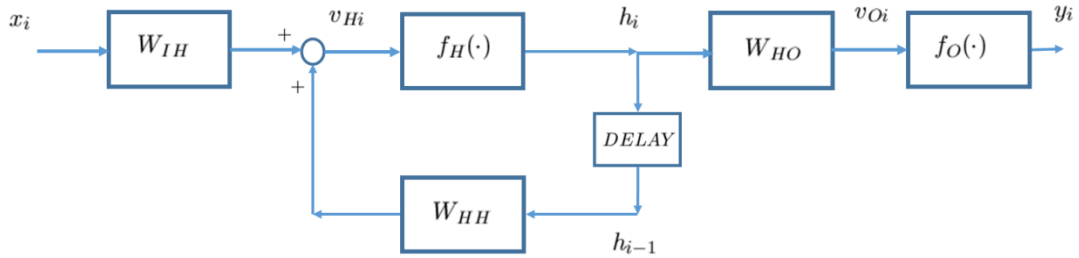 x_i
W_{IH}
+
v_{Hi}
f_H(·)
h_i
W_{HO}
v_{Oi}
f_O(·)
y_i
+
DELAY
W_{HH}
h_{i-1}